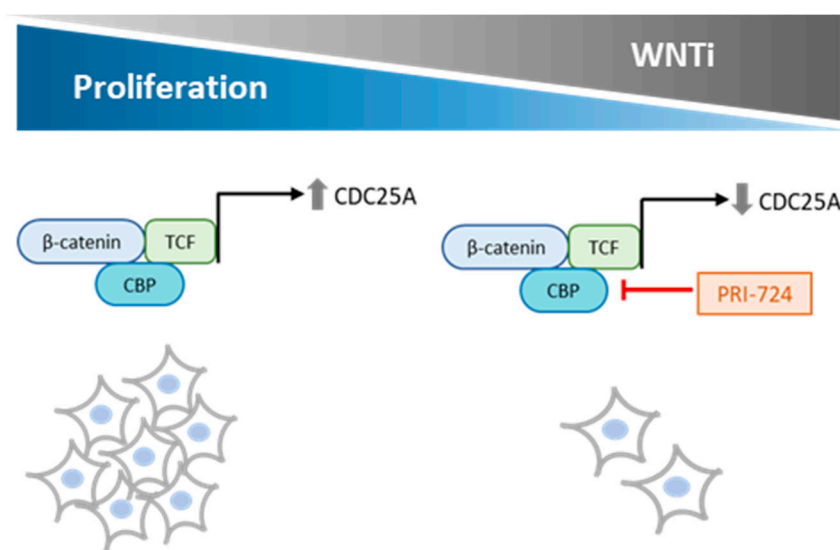 WNTi
Proliferation
CDC25A
CDC25A
β-catenin
TCF
β-catenin
TCF
CBP
CBP
PRI-724